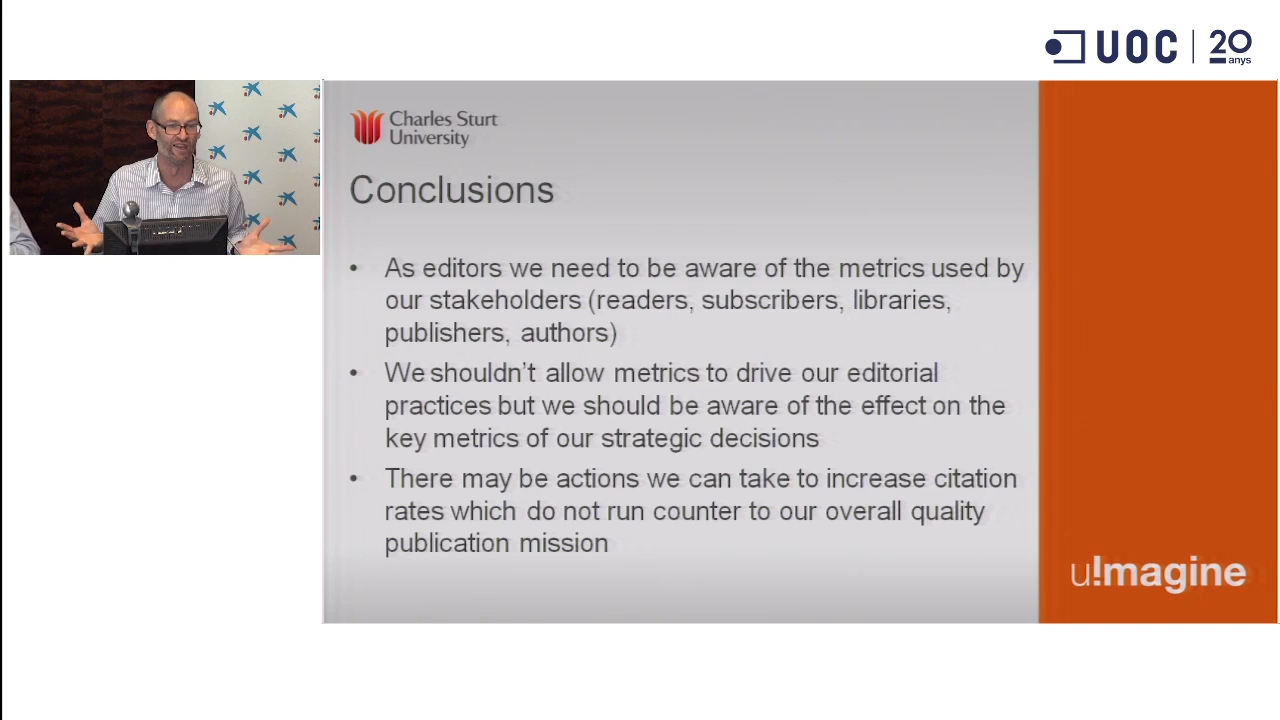 UOC
20
anys
Charles Sturt
University
Conclusions
• As editors we need to be aware of the metrics used by
our stakeholders (readers, subscribers, libraries,
publishers, authors)
• We shouldn't allow metrics to drive our editorial
practices but we should be aware of the effect on the
key metrics of our strategic decisions
• There may be actions we can take to increase citation
rates which do not run counter to our overall quality
publication mission
u!magine